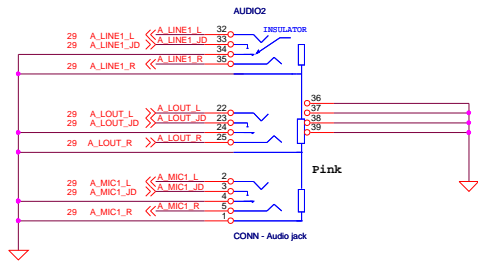 AUDIO2
29 A_LINE1_L A_LINE1_L 32 INSULATOR
29 A_LINE1_JD A_LINE1_JD 33
34
29 A_LINE1_R A_LINE1_R 35
36
29 A_LOUT_L A_LOUT_L 22 37
29 A_LOUT_JD A_LOUT_JD 23 38
24 39
29 A_LOUT_R A_LOUT_R 25
Pink
29 A_MIC1_L A_MIC1_L 2
29 A_MIC1_JD A_MIC1_JD 3
4
29 A_MIC1_R A_MIC1_R 5
1
CONN - Audio jack